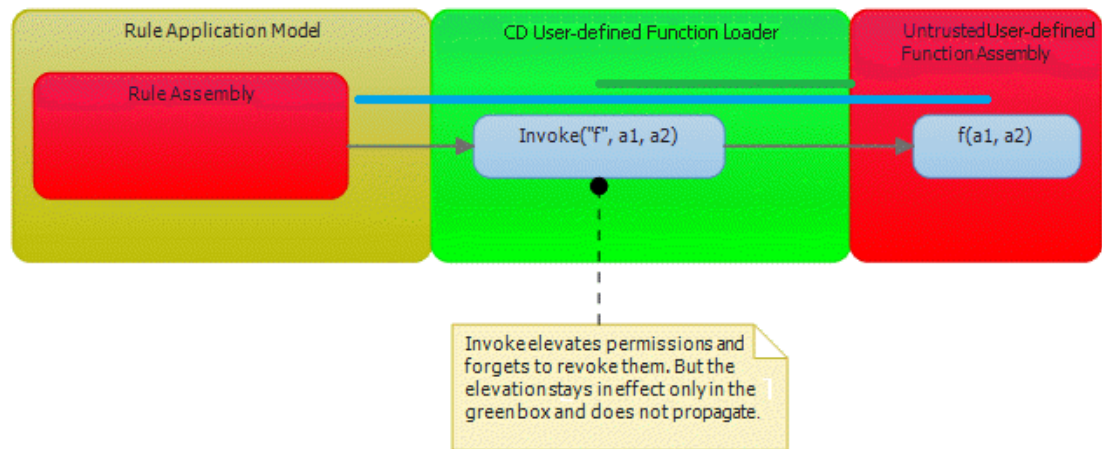 Rule Application Model
CD User-defined Function Loader
Untrusted User-defined
Function Assembly
Rule Assembly
Invoke("f", a1, a2)
f(a1, a2)
Invoke elevates permissions and
forgets to revoke them. But the
elevation stays in effect only in the
green box and does not propagate.